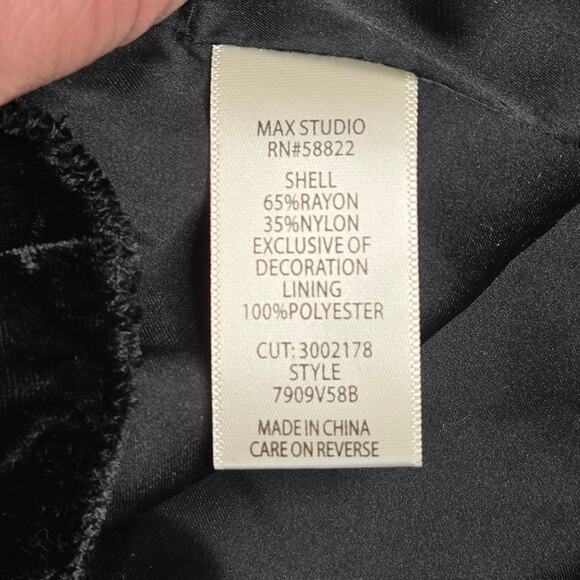 MAX STUDIO
RN#58822
SHELL
65%RAYON
35%NYLON
EXCLUSIVE OF
DECORATION
LINING
100%POLYESTER
CUT: 3002178
STYLE
7909V58B
MADE IN CHINA
CARE ON REVERSE